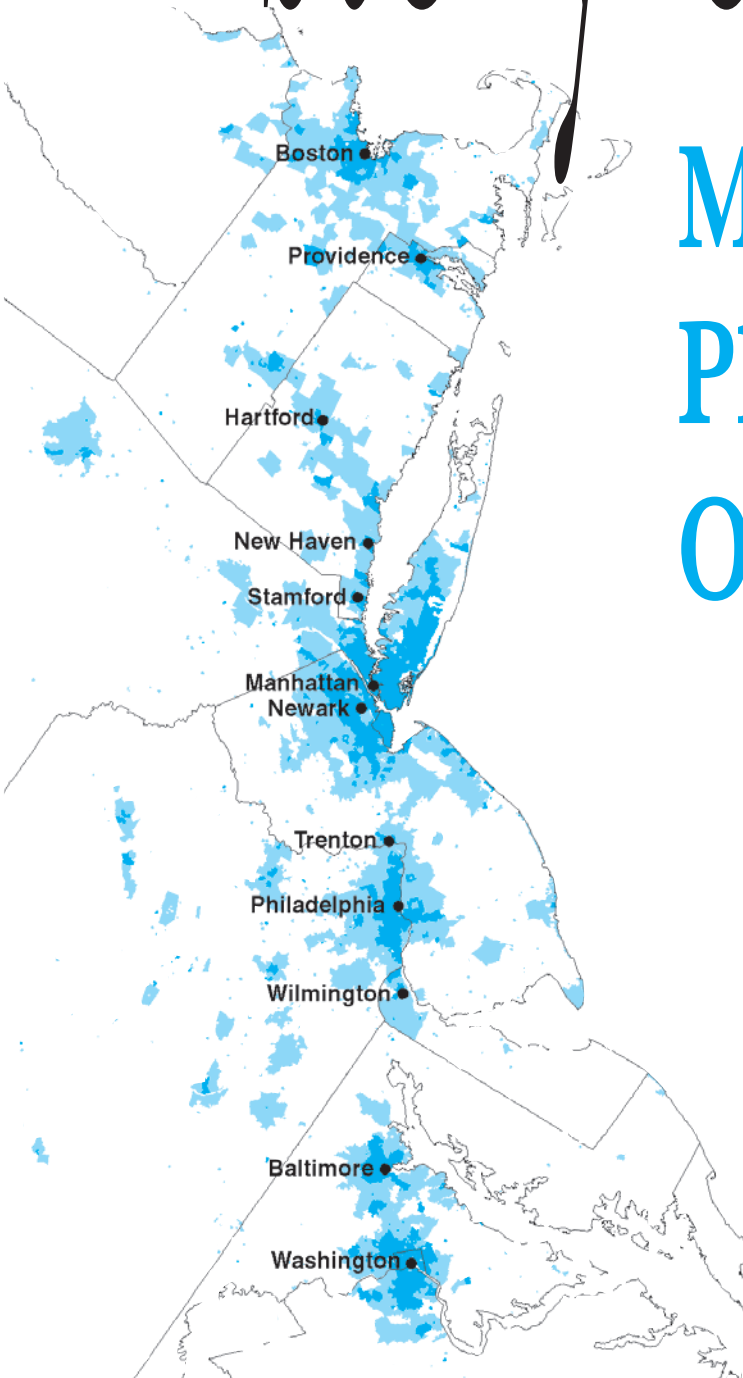 Boston
Providence
Hartford
New Haven
Stamford
Manhattan
Newark
Trenton
Philadelphia
Wilmington
Baltimore
Washington